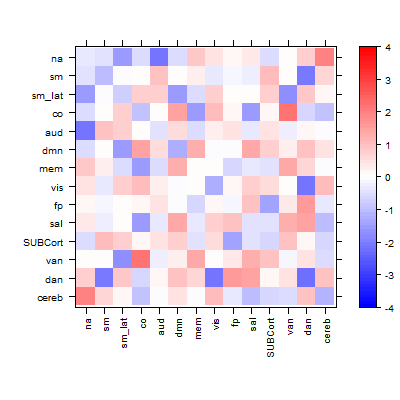 na
sm
sm_lat
co
aud
dmn
mem
vis
fp
sal
SUBCort
van
dan
cereb
na
sm
sm_lat
co
aud
dmn
mem
vis
fp
sal
SUBCort
van
dan
cereb
4
3
2
1
0
-1
-2
-3
-4